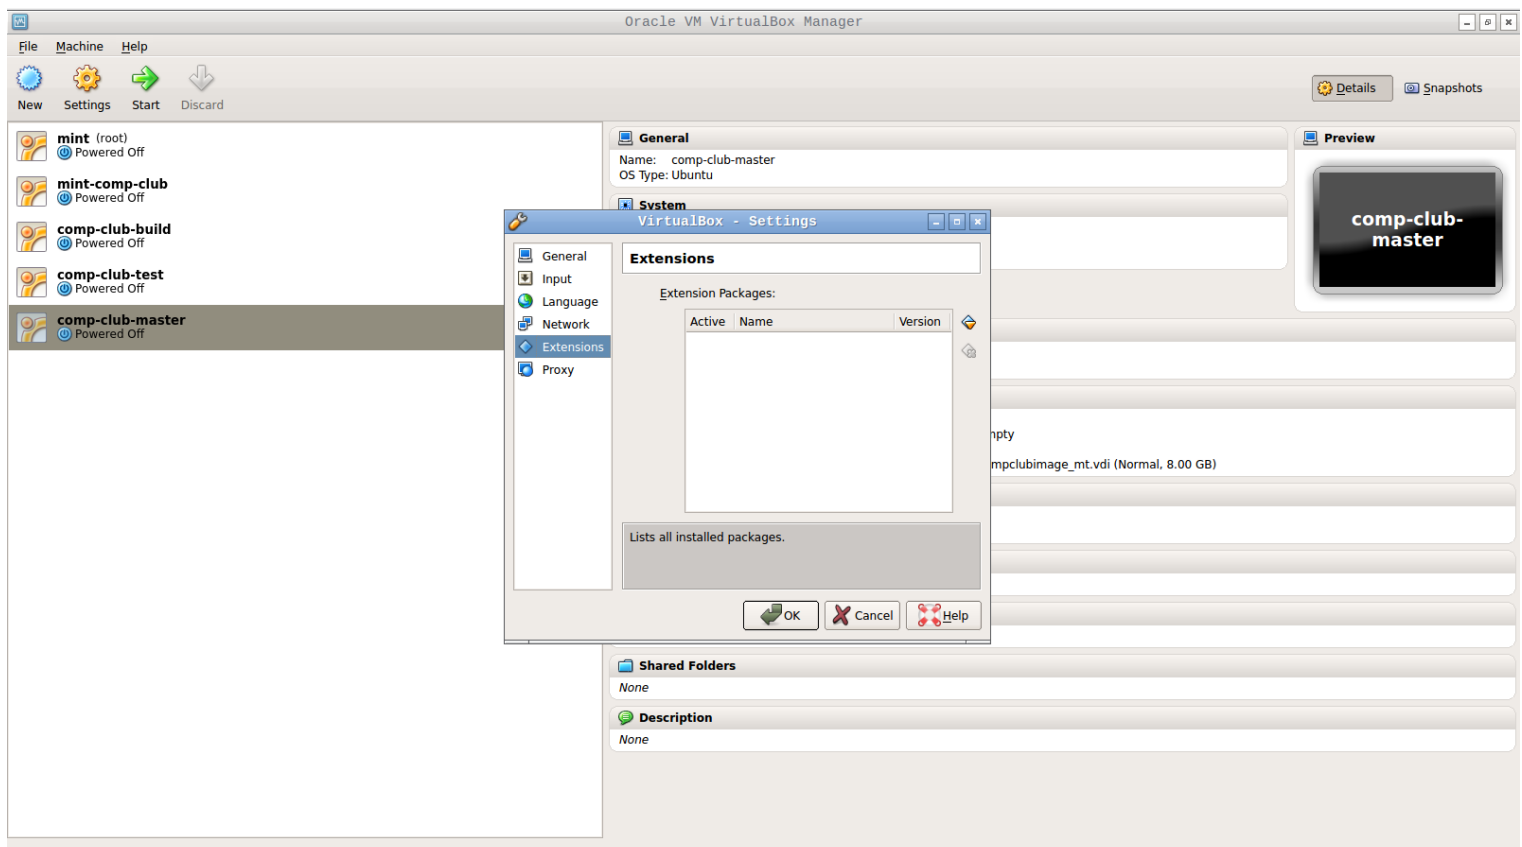 Oracle VM VirtualBox Manager
File Machine Help
New Settings Start Discard
Details Snapshots
mint (root)
Powered Off
mint-comp-club
Powered Off
comp-club-build
Powered Off
comp-club-test
Powered Off
comp-club-master
Powered Off
General
Name: comp-club-master
OS Type: Ubuntu
System
Preview
comp-club-
master
VirtualBox - Settings
General
Input
Language
Network
Extensions
Proxy
Extensions
Extension Packages:
Active Name Version
Lists all installed packages.
OK Cancel Help
mpclubimage_mt.vdi (Normal, 8.00 GB)
Shared Folders
None
Description
None